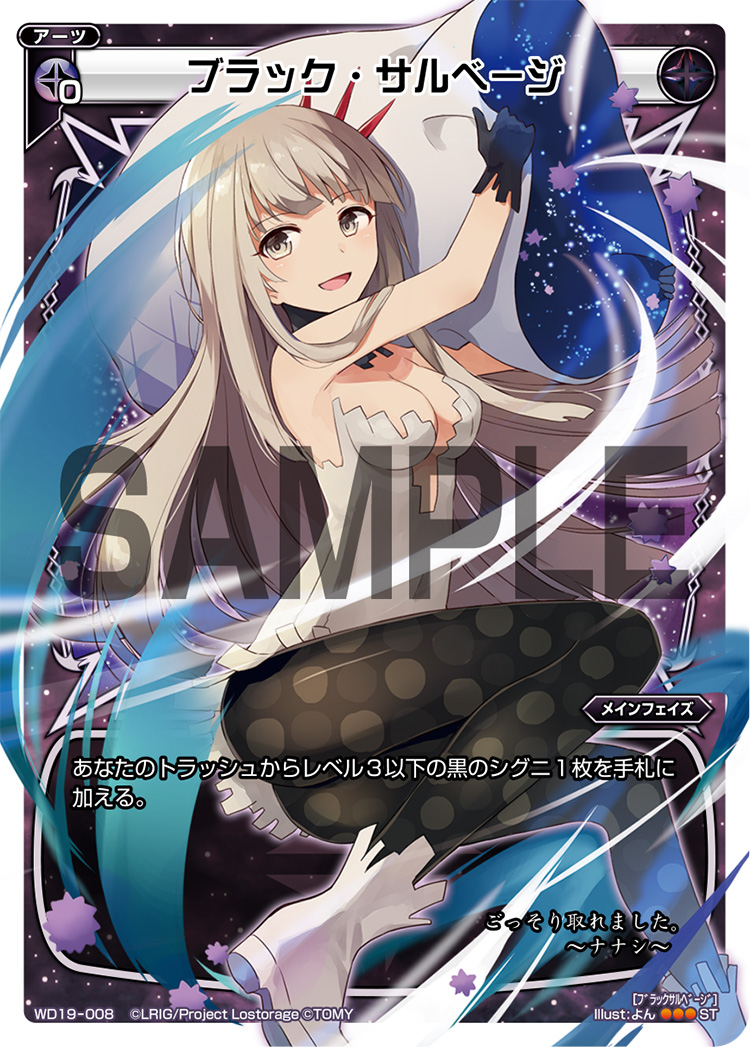 アーツ
0
ブラック・サルベージ
SAMPLE
メインフェイズ
あなたのトラッシュからレベル3以下の黒のシグニ1枚を手札に
加える。
ごっそり取れました。
～ナナシ～
[ブラックサルベージ]
WD19-008 ©LRIG/Project Lostorage ©TOMY
Illust:よん ST